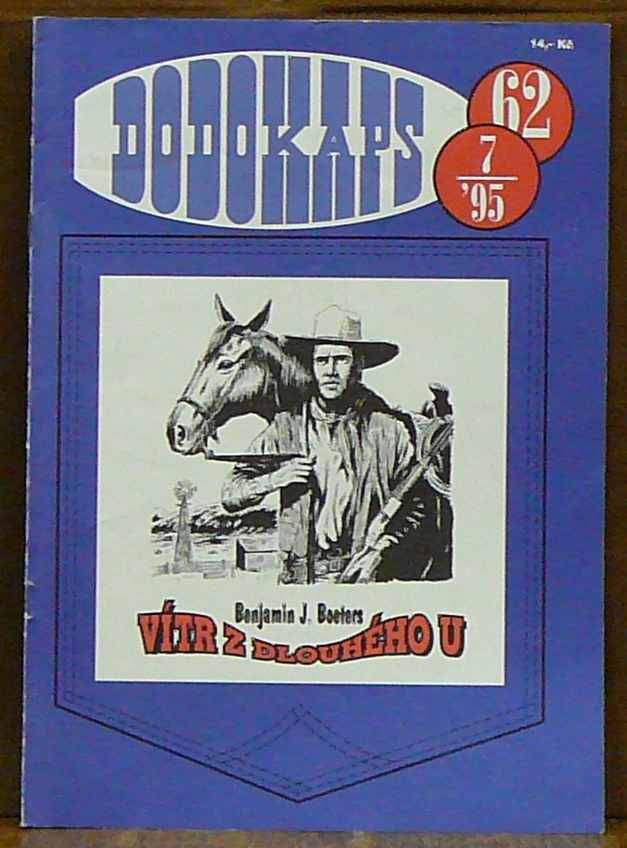 14,- Kč
DODOKAPS
62
7
'95
Benjamin J. Boeters
VÍTR Z DLOUHÉHO U